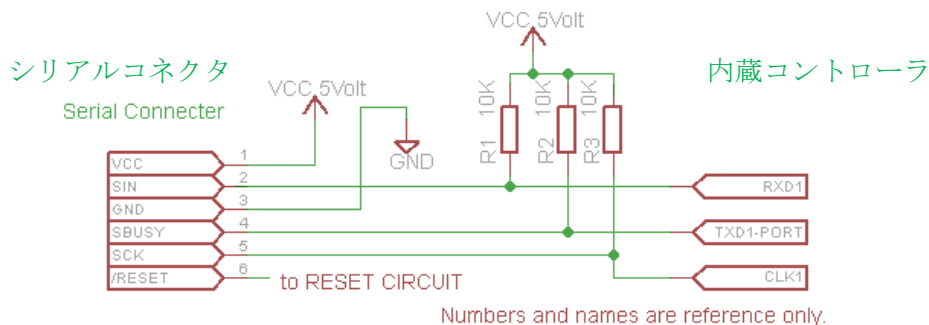 VCC 5Volt
シリアルコネクタ
内蔵コントローラ
VCC 5Volt
Serial Connecter
R1 10K
R2 10K
R3 10K
GND
VCC 1
SIN 2
RXD1
GND 3
SBUSY 4
TXD1-PORT
SCK 5
CLK1
/RESET 6
to RESET CIRCUIT
Numbers and names are reference only.